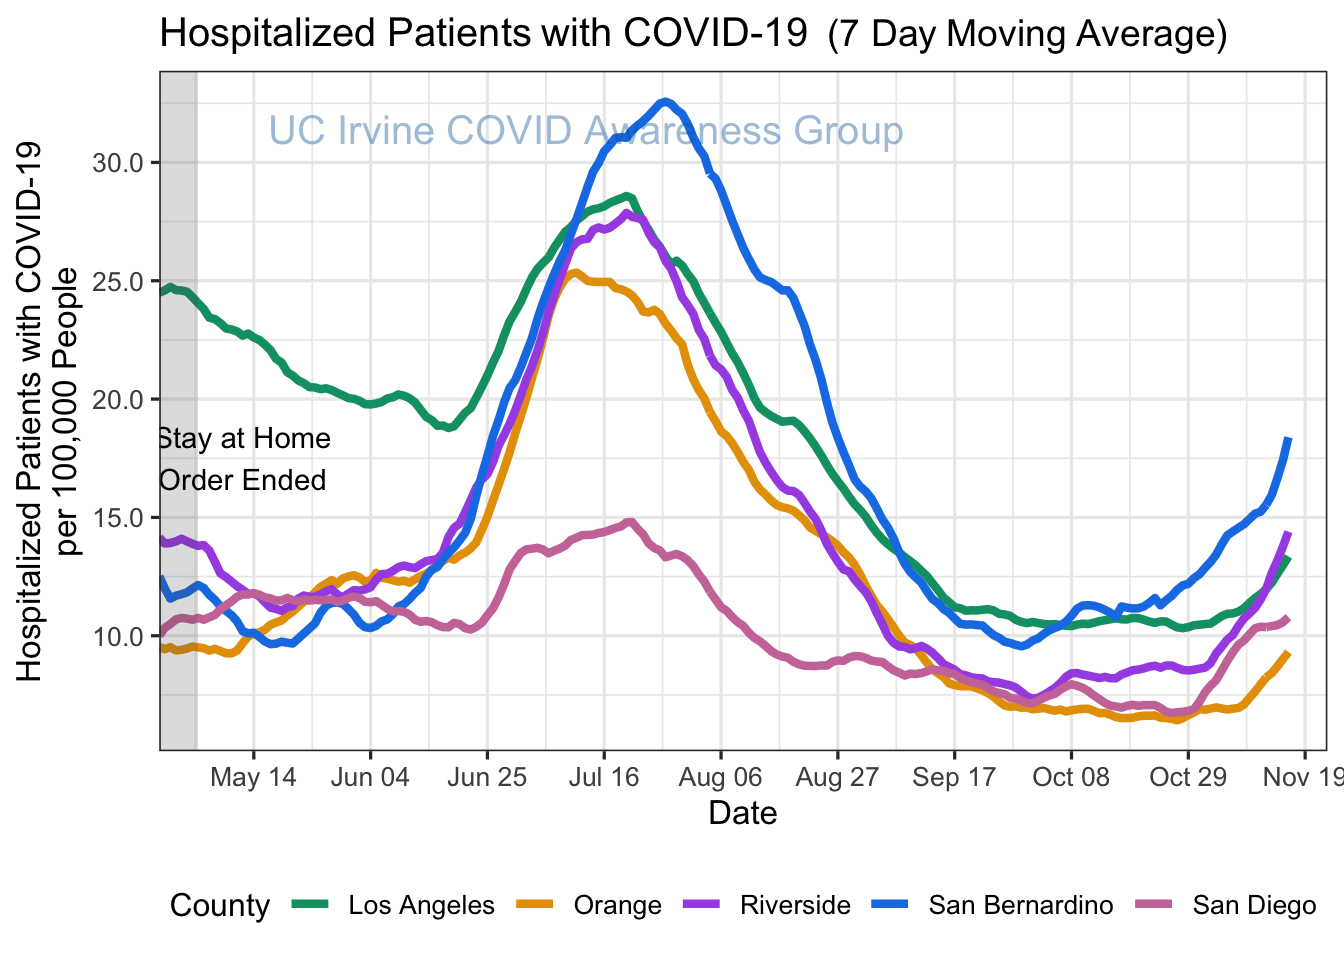 Hospitalized Patients with COVID-19 (7 Day Moving Average)
UC Irvine COVID Awareness Group
Hospitalized Patients with COVID-19
per 100,000 People
30.0
25.0
20.0
15.0
10.0
Stay at Home
Order Ended
May 14 Jun 04 Jun 25 Jul 16 Aug 06 Aug 27 Sep 17 Oct 08 Oct 29 Nov 19
Date
County Los Angeles Orange Riverside San Bernardino San Diego